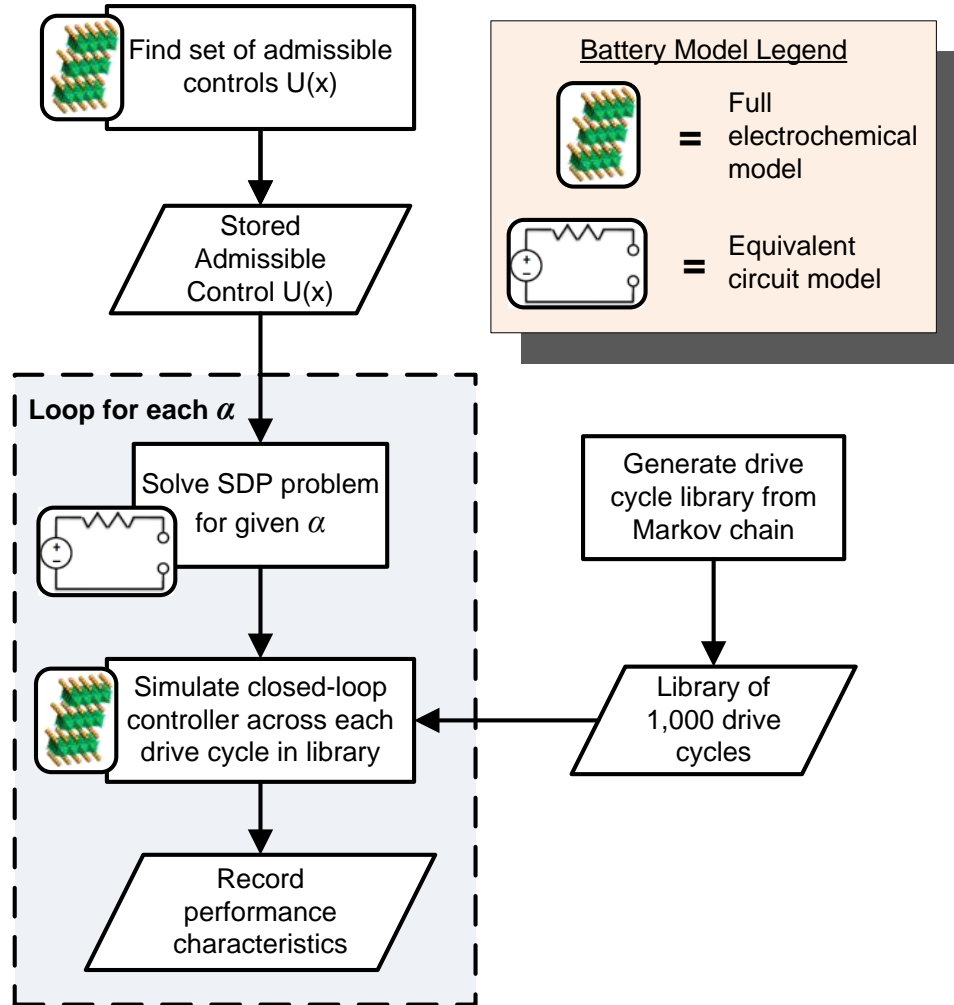 Find set of admissible
controls U(x)
Stored
Admissible
Control U(x)
Battery Model Legend
=
Full
electrochemical
model
=
Equivalent
circuit model
Loop for each α
Solve SDP problem
for given α
Simulate closed-loop
controller across each
drive cycle in library
Record
performance
characteristics
Generate drive
cycle library from
Markov chain
Library of
1,000 drive
cycles